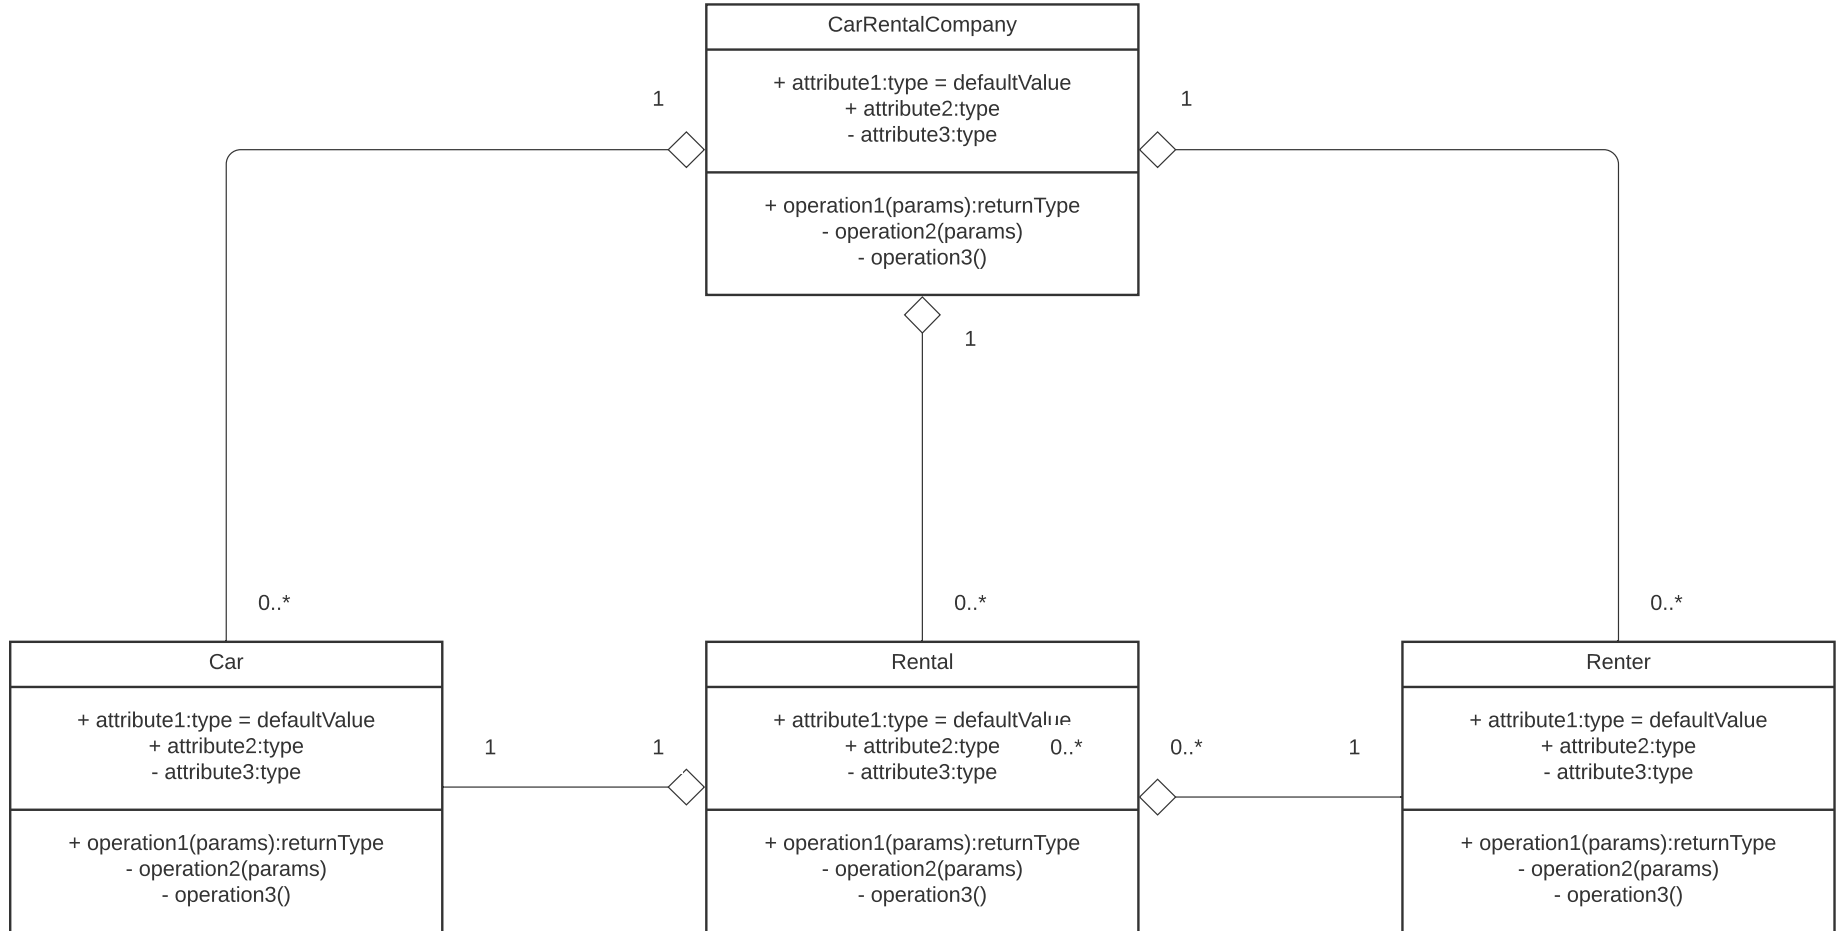 CarRentalCompany
+ attribute1:type = defaultValue
+ attribute2:type
- attribute3:type
+ operation1(params):returnType
- operation2(params)
- operation3()
1
1
1
0..*
0..*
0..*
Car
+ attribute1:type = defaultValue
+ attribute2:type
- attribute3:type
+ operation1(params):returnType
- operation2(params)
- operation3()
1
1
Rental
+ attribute1:type = defaultValue
+ attribute2:type
- attribute3:type
+ operation1(params):returnType
- operation2(params)
- operation3()
0..*
0..*
1
Renter
+ attribute1:type = defaultValue
+ attribute2:type
- attribute3:type
+ operation1(params):returnType
- operation2(params)
- operation3()